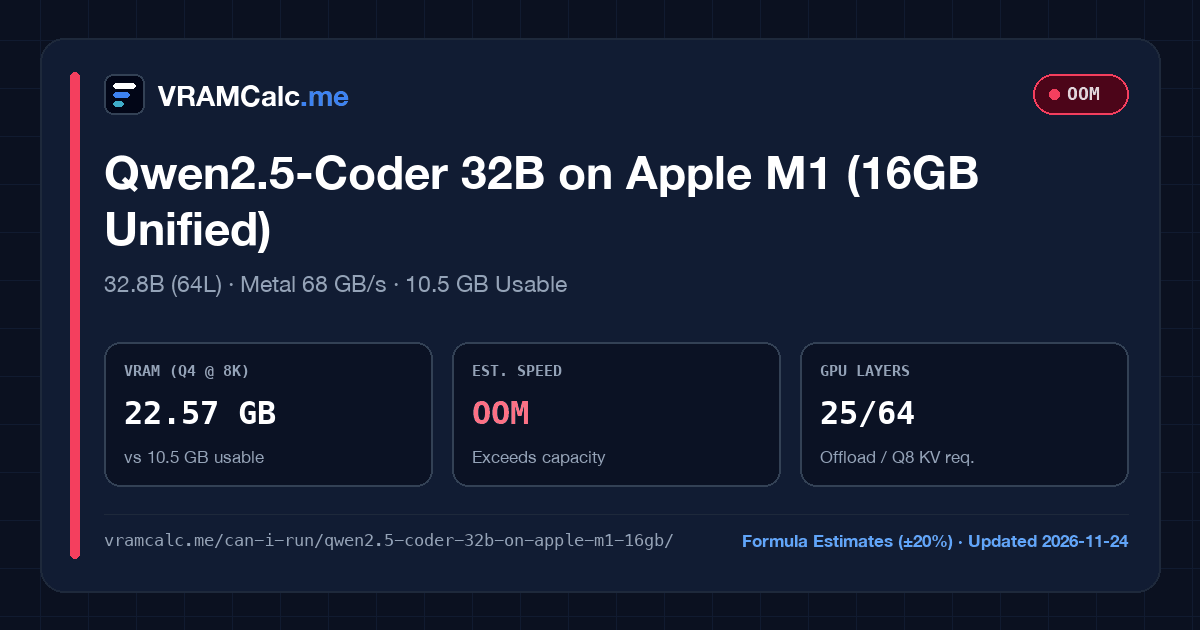 VRAMCalc.me
OOM
Qwen2.5-Coder 32B on Apple M1 (16GB
Unified)
32.8B (64L) · Metal 68 GB/s · 10.5 GB Usable
VRAM (Q4 @ 8K)
22.57 GB
vs 10.5 GB usable
EST. SPEED
OOM
Exceeds capacity
GPU LAYERS
25/64
Offload / Q8 KV req.
vramcalc.me/can-i-run/qwen2.5-coder-32b-on-apple-m1-16gb/
Formula Estimates (±20%) · Updated 2026-11-24